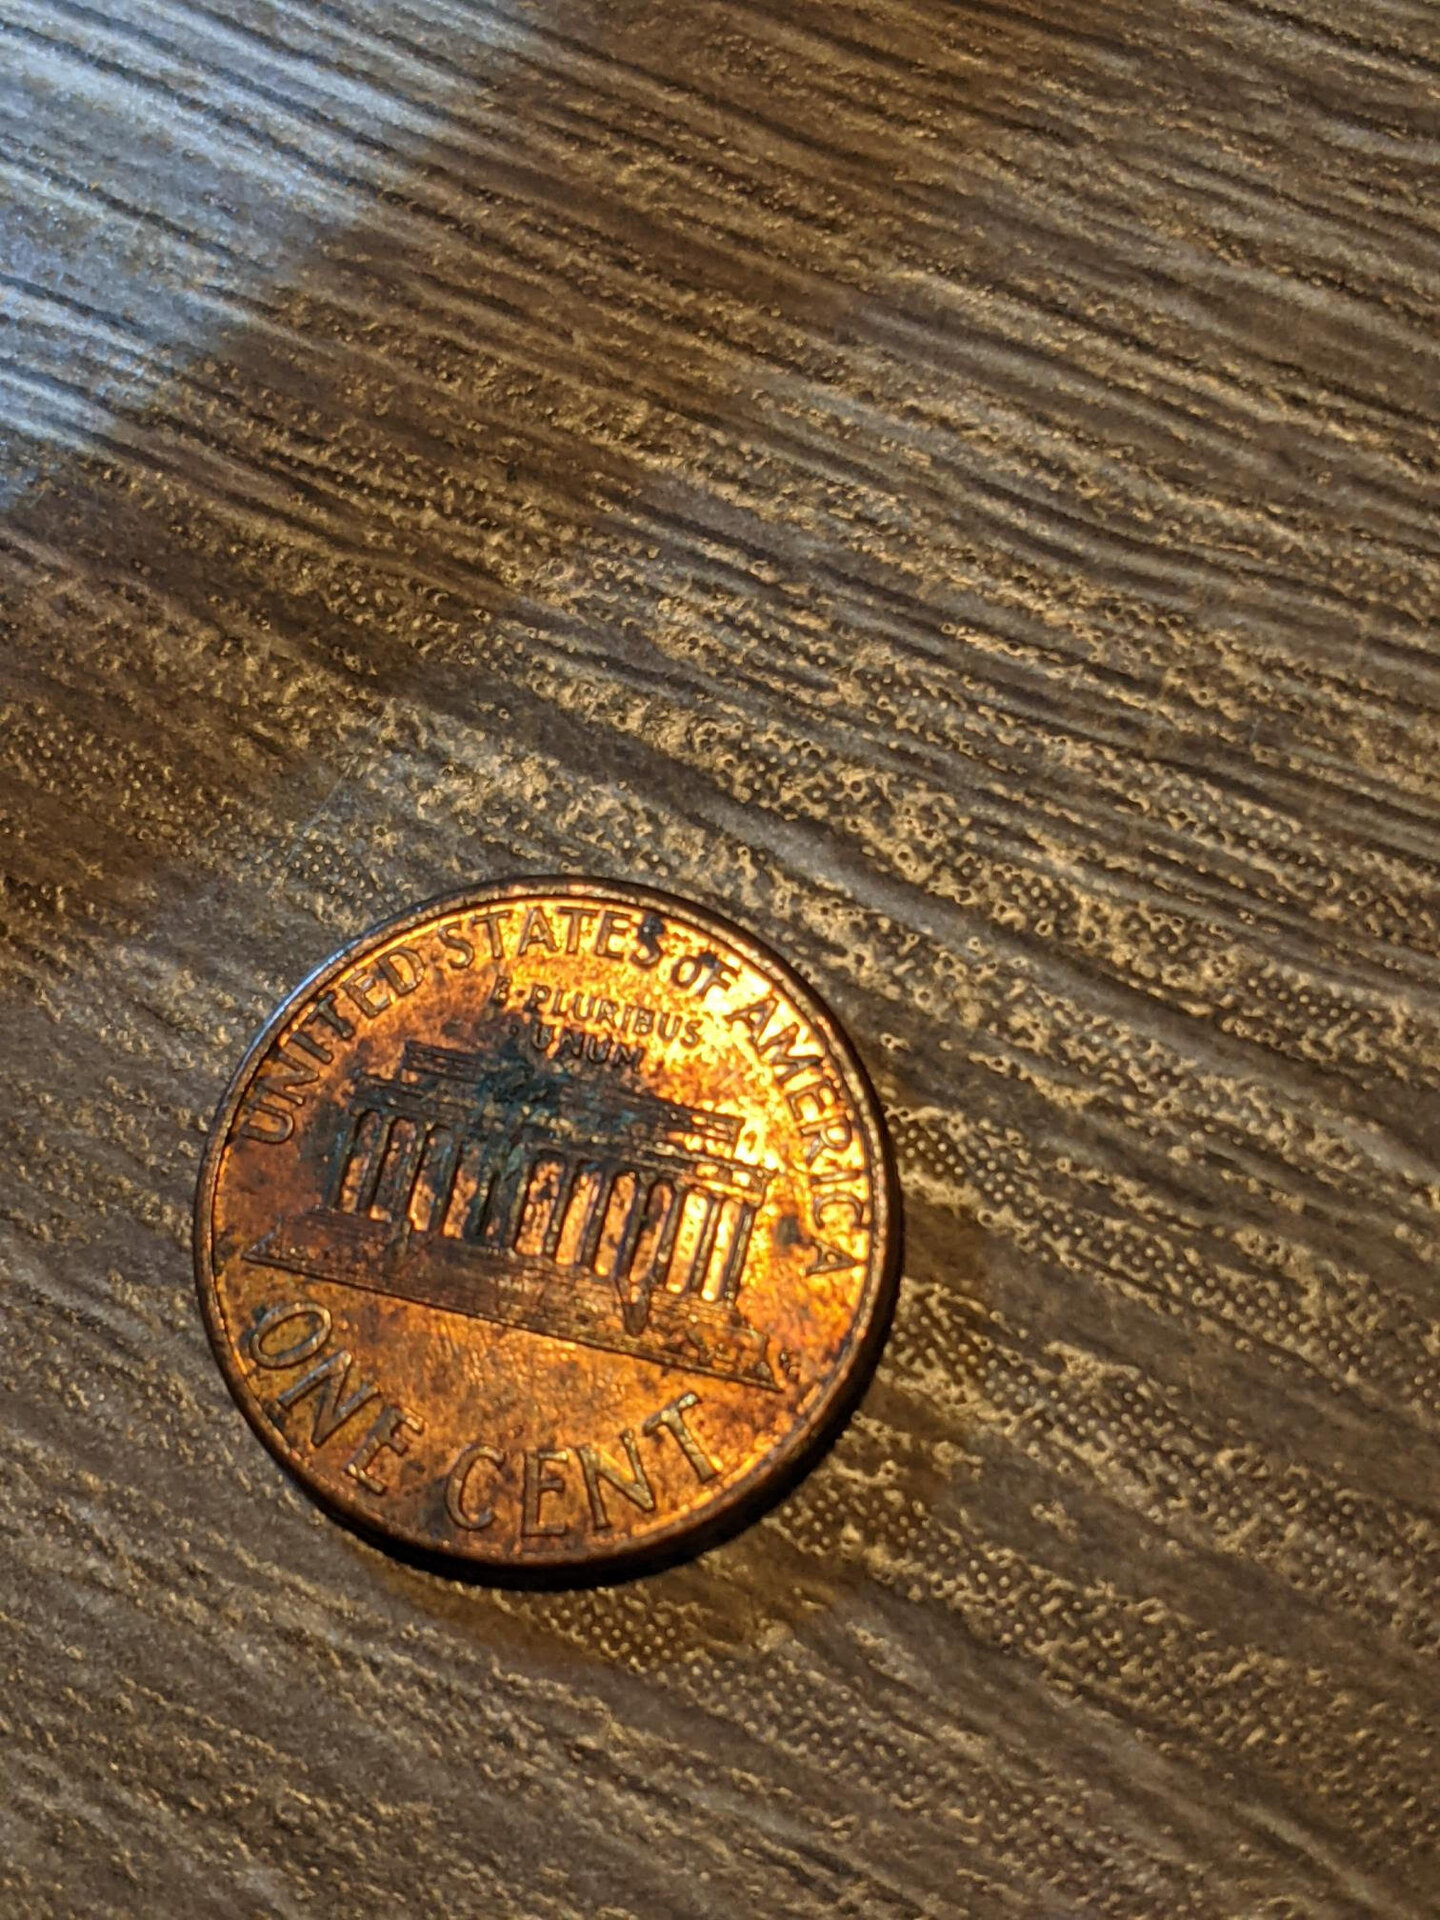 UNITED STATES OF AMERICA
E·PLURIBUS
UNUM
ONE CENT